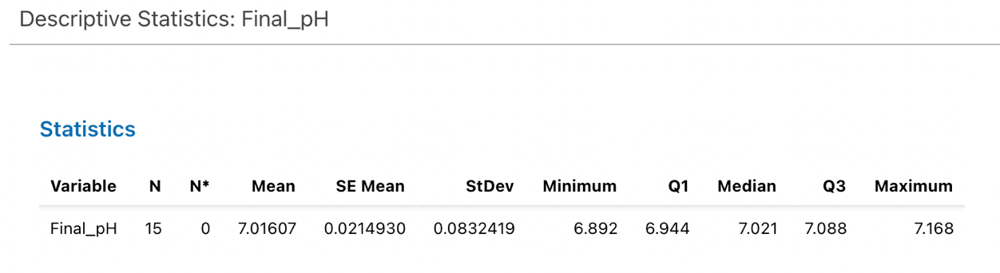 Descriptive Statistics: Final_pH
Statistics
Variable N N* Mean SE Mean StDev Minimum Q1 Median Q3 Maximum
Final_pH 15 0 7.01607 0.0214930 0.0832419 6.892 6.944 7.021 7.088 7.168